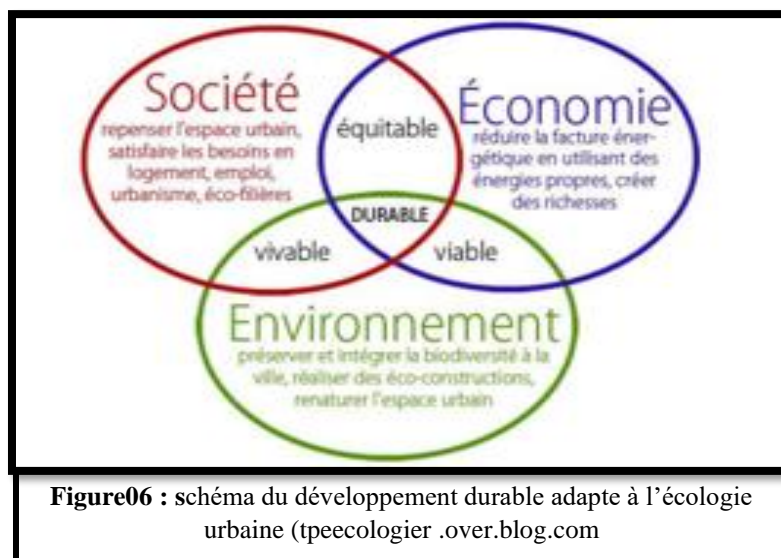 Société
repenser l'espace urbain,
satisfaire les besoins en
logement, emploi,
urbanisme, éco-filières
équitable
Économie
réduire la facture éner-
gétique en utilisant des
énergies propres, créer
des richesses
DURABLE
vivable
viable
Environnement
préserver et intégrer la biodiversité à la
ville, réaliser des éco-constructions,
renaturer l'espace urbain
Figure06 : schéma du développement durable adapte à l'écologie
urbaine (tpeecologier .over.blog.com